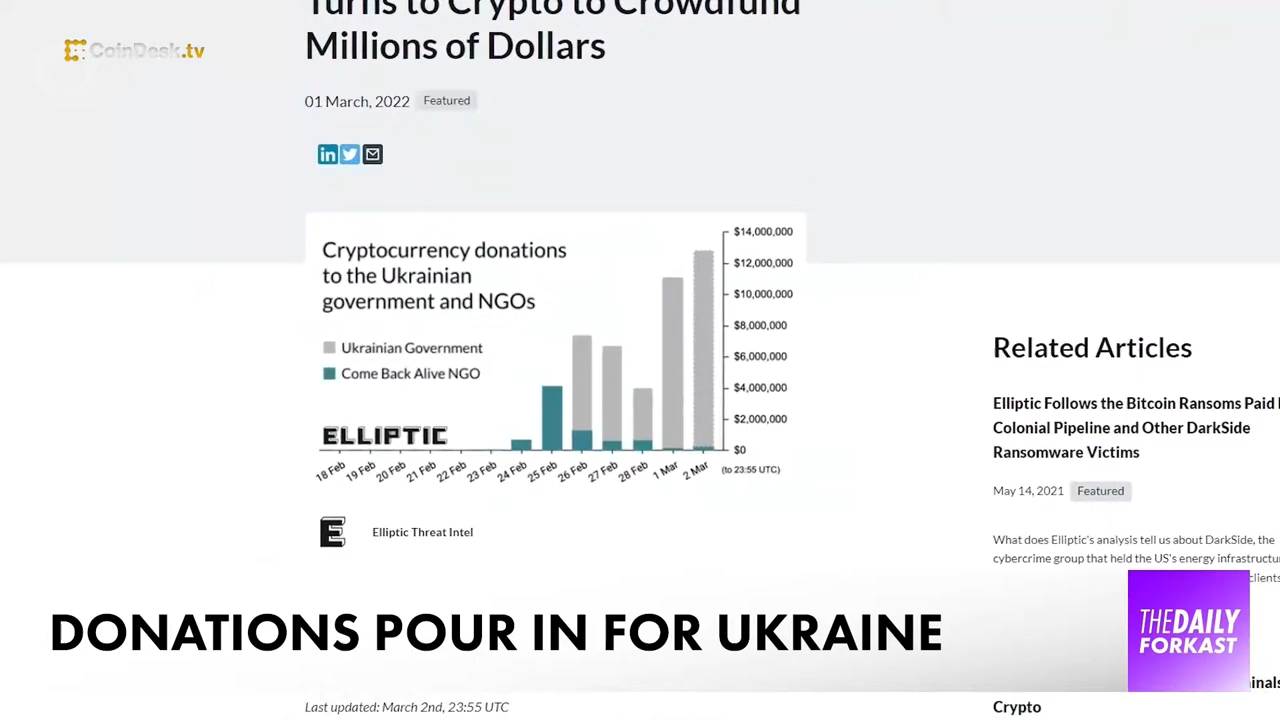 Turns to Crypto to Crowdfund
Millions of Dollars
CoinDesk.tv
01 March, 2022 Featured
in
Cryptocurrency donations
to the Ukrainian
government and NGOs
Ukrainian Government
Come Back Alive NGO
ELLIPTIC
$14,000,000
$12,000,000
$10,000,000
$8,000,000
$6,000,000
$4,000,000
$2,000,000
$0
18 Feb 19 Feb 20 Feb 21 Feb 22 Feb 23 Feb 24 Feb 25 Feb 26 Feb 27 Feb 28 Feb 1 Mar 2 Mar (to 23:55 UTC)
E
Elliptic Threat Intel
Related Articles
Elliptic Follows the Bitcoin Ransoms Paid
Colonial Pipeline and Other DarkSide
Ransomware Victims
May 14, 2021 Featured
What does Elliptic's analysis tell us about DarkSide, the
cybercrime group that held the US's energy
clients
DONATIONS POUR IN FOR UKRAINE
THE DAILY
FORKAST
Crypto
Last updated: March 2nd, 23:55 UTC